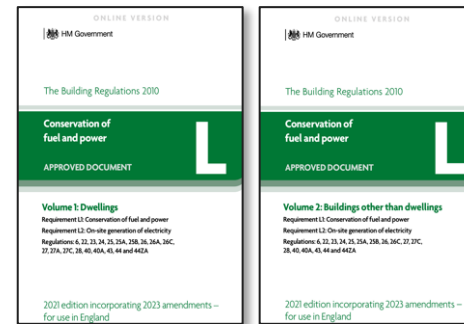 ONLINE VERSION
HM Government
The Building Regulations 2010
Conservation of
fuel and power
APPROVED DOCUMENT
L
Volume 1: Dwellings
Requirement L1: Conservation of fuel and power
Requirement L2: On-site generation of electricity
Regulations: 6, 22, 23, 24, 25, 25A, 25B, 26, 26A, 26C,
27, 27A, 27C, 28, 40, 40A, 43, 44 and 44ZA
2021 edition incorporating 2023 amendments –
for use in England
ONLINE VERSION
HM Government
The Building Regulations 2010
Conservation of
fuel and power
APPROVED DOCUMENT
L
Volume 2: Buildings other than dwellings
Requirement L1: Conservation of fuel and power
Requirement L2: On-site generation of electricity
Regulations: 6, 22, 23, 24, 25, 25A, 25B, 26, 26C, 27, 27C,
28, 40, 40A, 43, 44 and 44ZA
2021 edition incorporating 2023 amendments –
for use in England